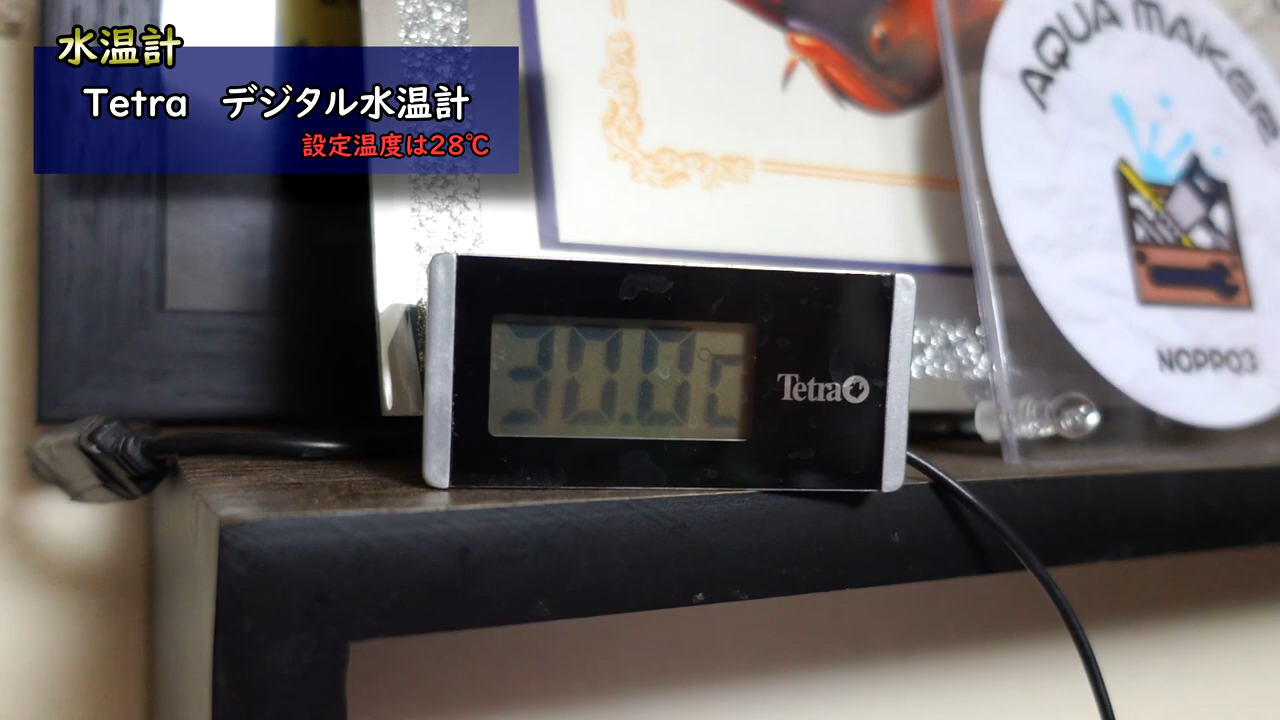 水温計
Tetra デジタル水温計
設定温度は28℃
30.0℃
Tetra
AQUA MAKER
NOPPO3